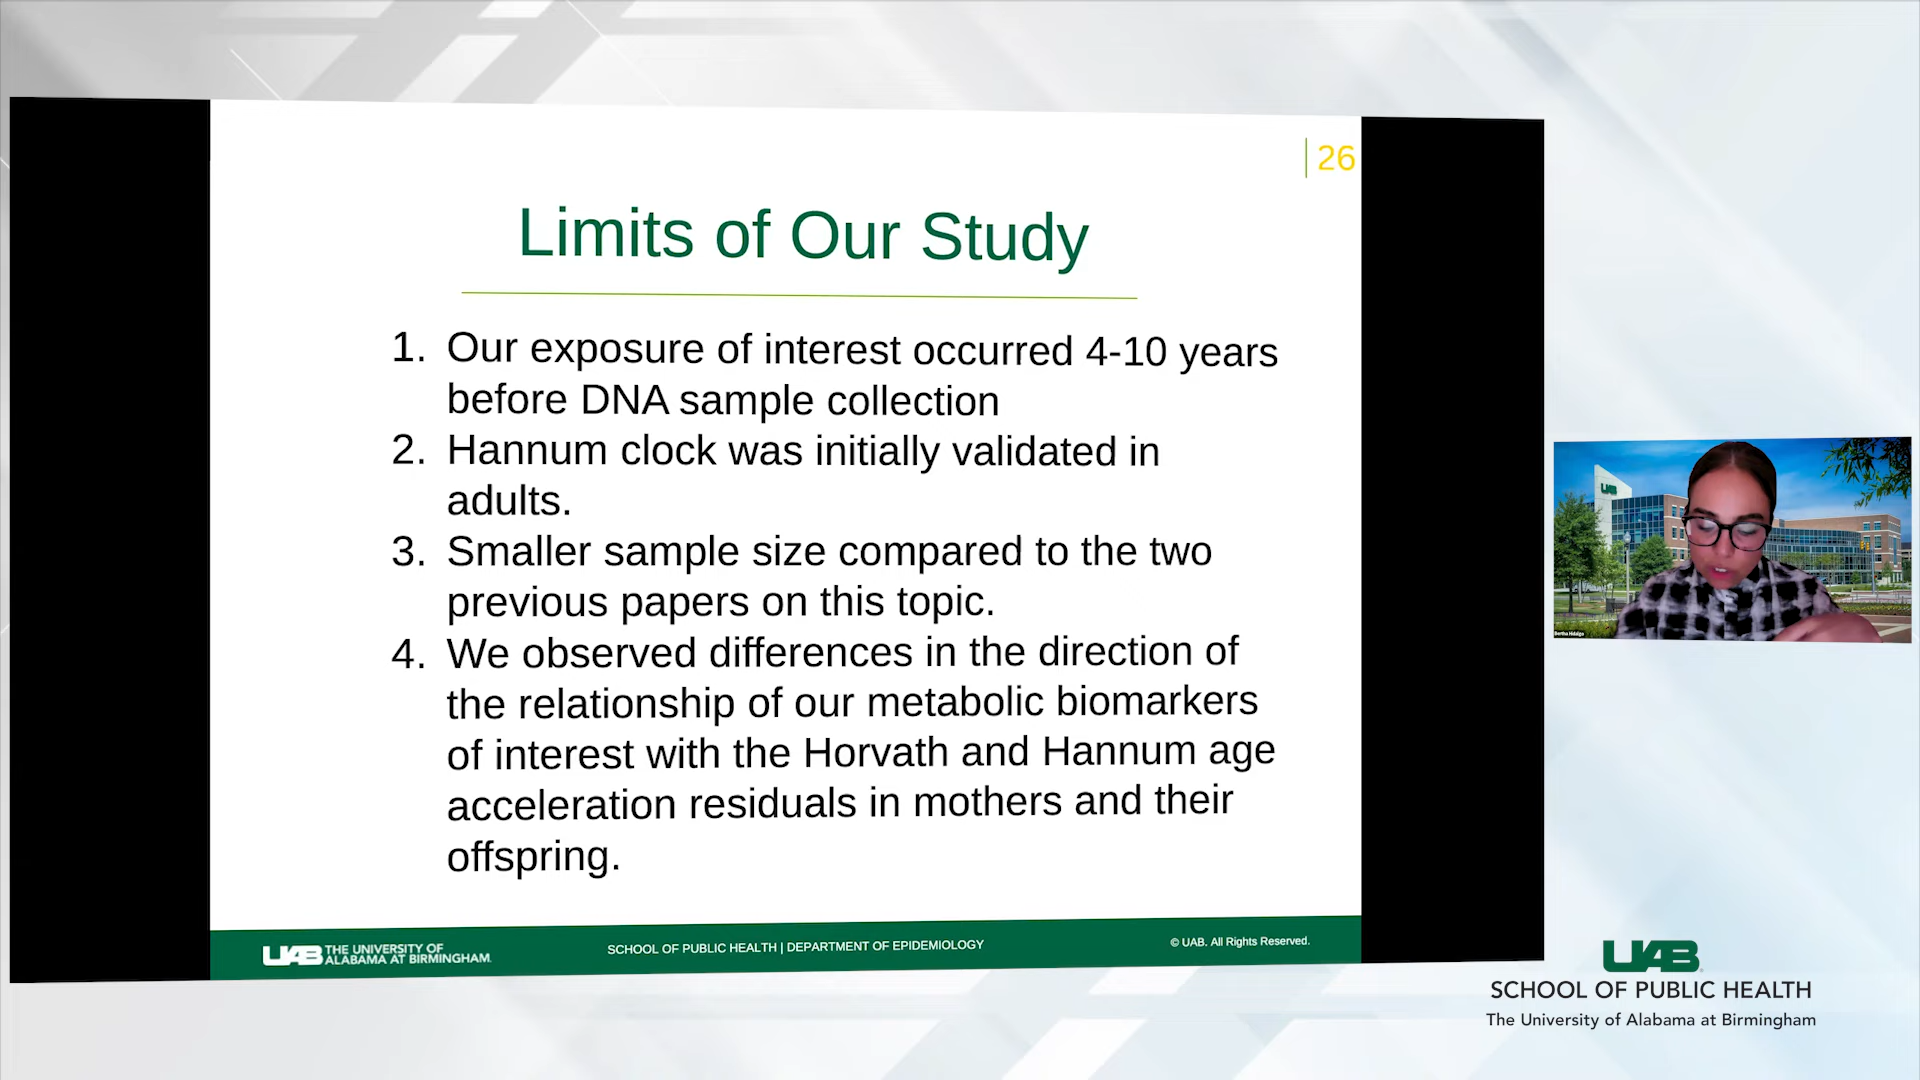 26
Limits of Our Study
1. Our exposure of interest occurred 4-10 years
before DNA sample collection
2. Hannum clock was initially validated in
adults.
3. Smaller sample size compared to the two
previous papers on this topic.
4. We observed differences in the direction of
the relationship of our metabolic biomarkers
of interest with the Horvath and Hannum age
acceleration residuals in mothers and their
offspring.
UAB THE UNIVERSITY OF
ALABAMA AT BIRMINGHAM.
SCHOOL OF PUBLIC HEALTH | DEPARTMENT OF EPIDEMIOLOGY
© UAB. All Rights Reserved.
UAB
Bertha Hidalgo
UAB
SCHOOL OF PUBLIC HEALTH
The University of Alabama at Birmingham